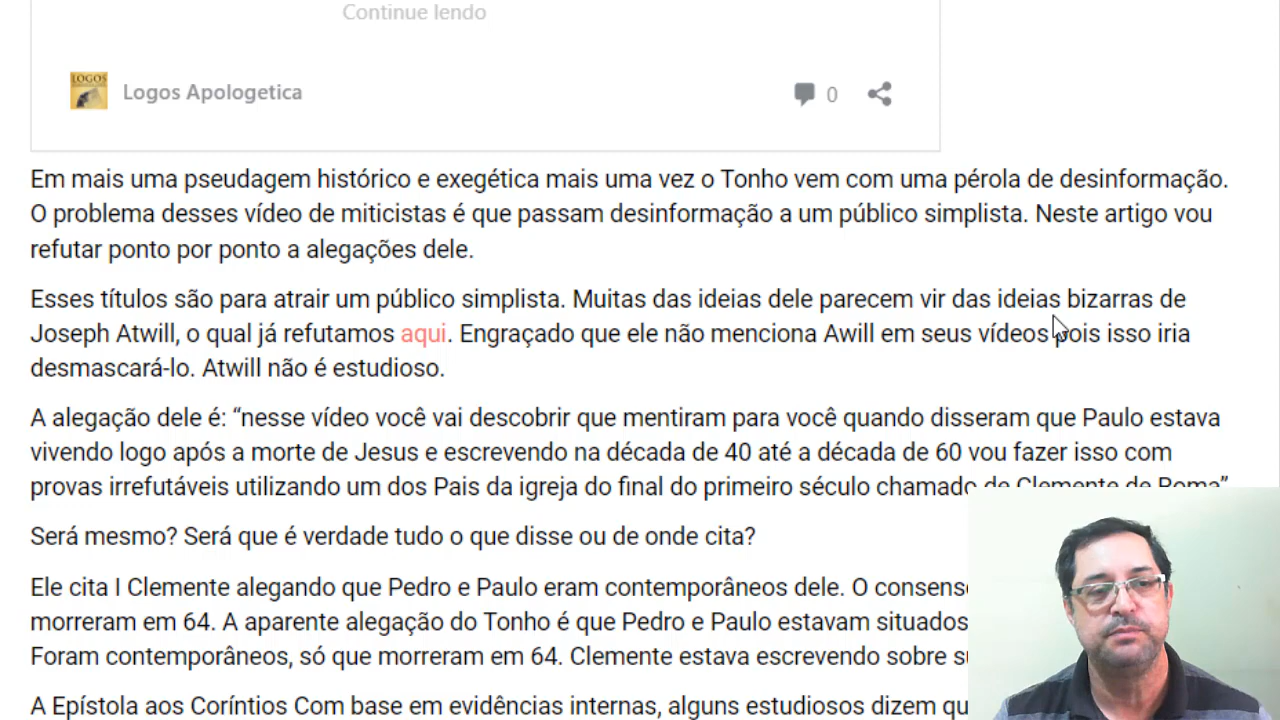 Continue lendo
LOGOS
Logos Apologetica
0
Em mais uma pseudagem histórico e exegética mais uma vez o Tonho vem com uma pérola de desinformação.
O problema desses vídeo de miticistas é que passam desinformação a um público simplista. Neste artigo vou
refutar ponto por ponto a alegações dele.
Esses títulos são para atrair um público simplista. Muitas das ideias dele parecem vir das ideias bizarras de
Joseph Atwill, o qual já refutamos aqui. Engraçado que ele não menciona Awill em seus vídeos pois isso iria
desmascará-lo. Atwill não é estudioso.
A alegação dele é: “nesse vídeo você vai descobrir que mentiram para você quando disseram que Paulo estava
vivendo logo após a morte de Jesus e escrevendo na década de 40 até a década de 60 vou fazer isso com
provas irrefutáveis utilizando um dos Pais da igreja do final do primeiro século chamado de Clemente de Roma”
Será mesmo? Será que é verdade tudo o que disse ou de onde cita?
Ele cita I Clemente alegando que Pedro e Paulo eram contemporâneos dele. O consens
morreram em 64. A aparente alegação do Tonho é que Pedro e Paulo estavam situados
Foram contemporâneos, só que morreram em 64. Clemente estava escrevendo sobre
A Epístola aos Coríntios Com base em evidências internas, alguns estudiosos dizem